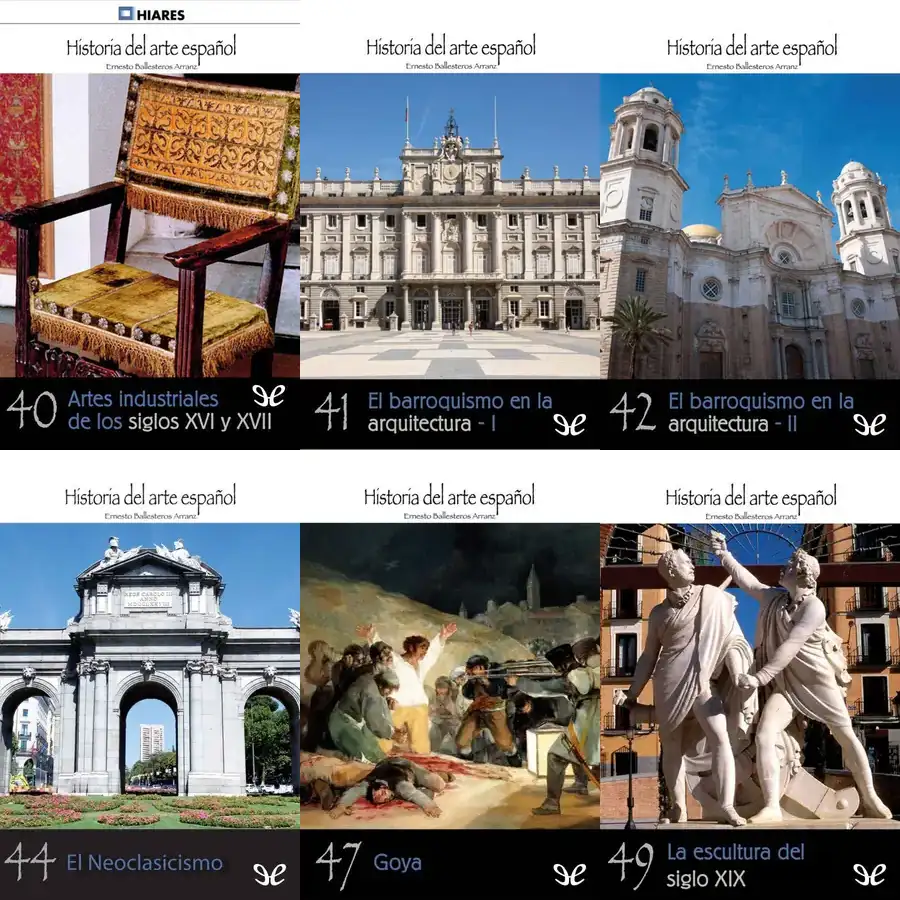 HIARES
Historia del arte español
Ernesto Ballesteros Arranz
40
Artes industriales
de los siglos XVI y XVII
Historia del arte español
Ernesto Ballesteros Arranz
41
El barroquismo en la
arquitectura - I
Historia del arte español
Ernesto Ballesteros Arranz
42
El barroquismo en la
arquitectura - II
Historia del arte español
Ernesto Ballesteros Arranz
REGE CAROLO III
ANNO
MDCCLXXVIII
44
El Neoclasicismo
Historia del arte español
Ernesto Ballesteros Arranz
47
Goya
Historia del arte español
Ernesto Ballesteros Arranz
49
La escultura del
siglo XIX